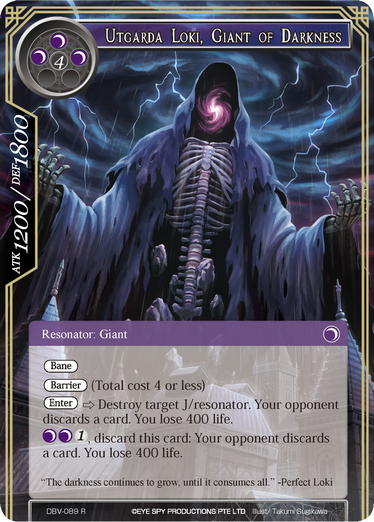 Utgarda Loki, Giant of Darkness
4
ATK 1200 / DEF 1800
Resonator: Giant
Bane
Barrier (Total cost 4 or less)
Enter ⇨ Destroy target J/resonator. Your opponent
discards a card. You lose 400 life.
1, discard this card: Your opponent discards
a card. You lose 400 life.
"The darkness continues to grow, until it consumes all." -Perfect Loki
DBV-089 R
©EYE SPY PRODUCTIONS PTE LTD
Illust/ Takumi Sugikawa